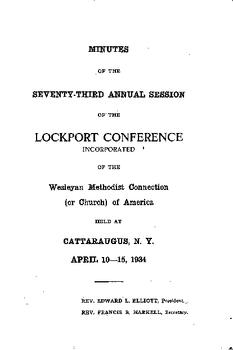 MINUTES
OF THE
SEVENTY-THIRD ANNUAL SESSION
OF THE
LOCKPORT CONFERENCE
INCORPORATED
OF THE
Wesleyan Methodist Connection
(or Church) of America
HELD AT
CATTARAUGUS, N. Y.
APRIL 10—15, 1934
REV. EDWARD L. ELLIOTT, President
REV. FRANCIS R. HARKELL, Secretary.